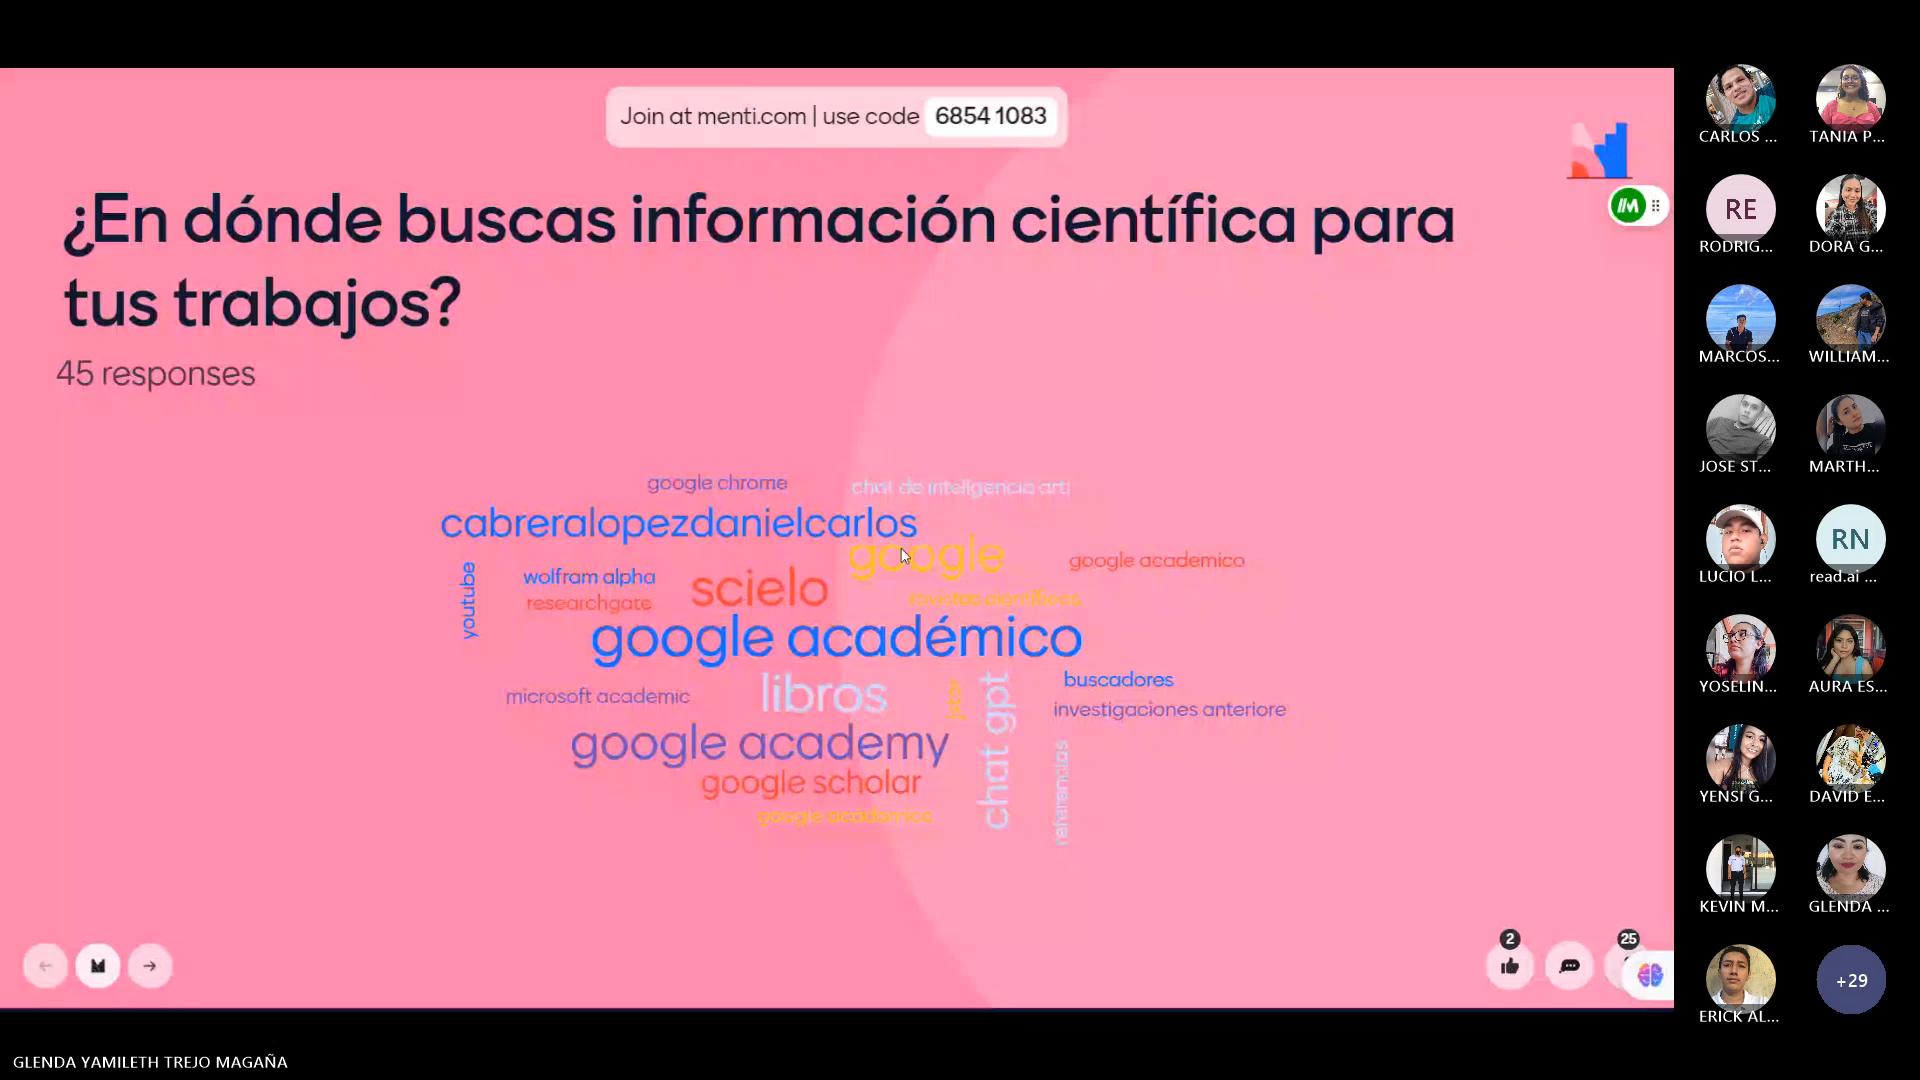 Join at menti.com | use code 6854 1083
¿En dónde buscas información científica para
tus trabajos?
45 responses
google chrome
chat de inteligencia arti
cabreralopezdanielcarlos
google
google academico
youtube
wolfram alpha
scielo
researchgate
revistas científicas
google académico
libros
jstor
chat gpt
buscadores
microsoft academic
investigaciones anteriore
google academy
google scholar
referencias
google académico
2
25
CARLOS ...
TANIA P...
RE
RODRIG...
DORA G...
MARCOS...
WILLIAM...
JOSE ST...
MARTH...
LUCIO L...
RN
read.ai ...
YOSELIN...
AURA ES...
YENSI G...
DAVID E...
KEVIN M...
GLENDA ...
ERICK AL...
+29
GLENDA YAMILETH TREJO MAGAÑA